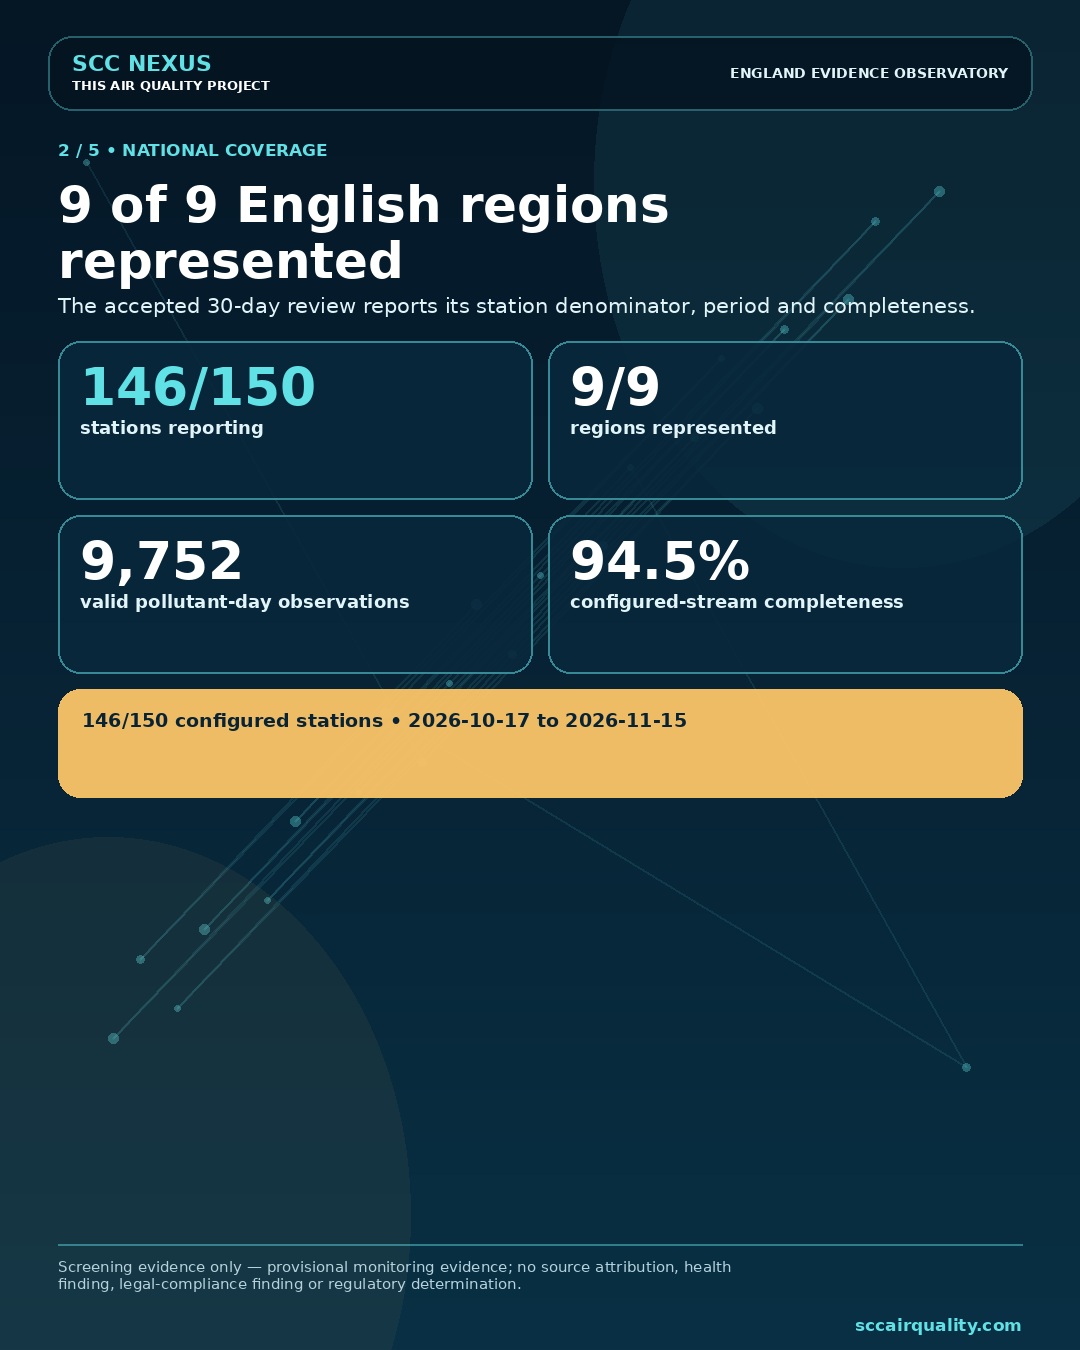 SCC NEXUS
THIS AIR QUALITY PROJECT
ENGLAND EVIDENCE OBSERVATORY
2 / 5 • NATIONAL COVERAGE
9 of 9 English regions
represented
The accepted 30-day review reports its station denominator, period and completeness.
146/150
stations reporting
9/9
regions represented
9,752
valid pollutant-day observations
94.5%
configured-stream completeness
146/150 configured stations • 2026-10-17 to 2026-11-15
Screening evidence only — provisional monitoring evidence; no source attribution, health
finding, legal-compliance finding or regulatory determination.
sccairquality.com